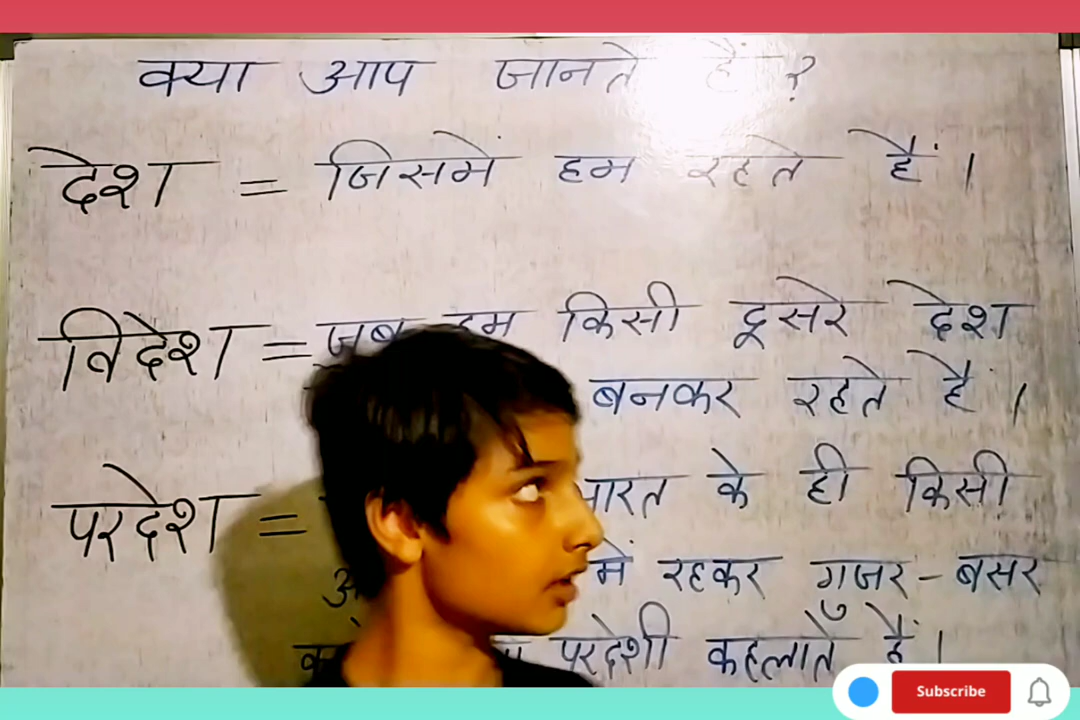 क्या आप जानते हैं ?
देश = जिसमें हम रहते हैं ।
विदेश = जब हम किसी दूसरे देश
बनकर रहते हैं ।
परदेश = भारत के ही किसी
में रहकर गुजर - बसर
परदेशी कहलाते हैं ।
Subscribe